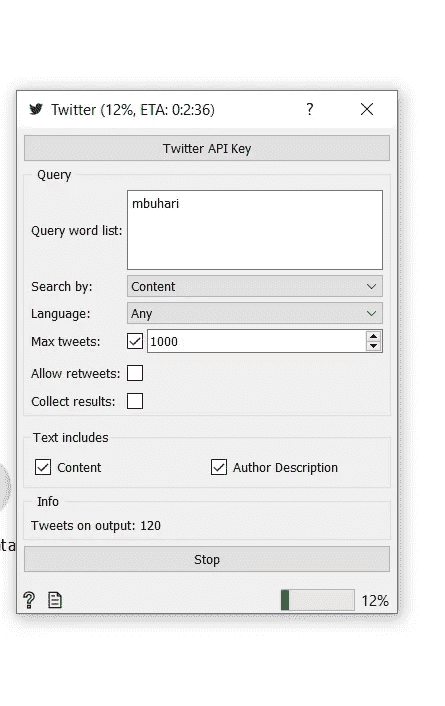 Twitter (12%, ETA: 0:2:36) ?
Twitter API Key
Query
Query word list: mbuhari
Search by: Content
Language: Any
Max tweets: 1000
Allow retweets:
Collect results:
Text includes
Content Author Description
Info
Tweets on output: 120
ta
Stop
? 12%